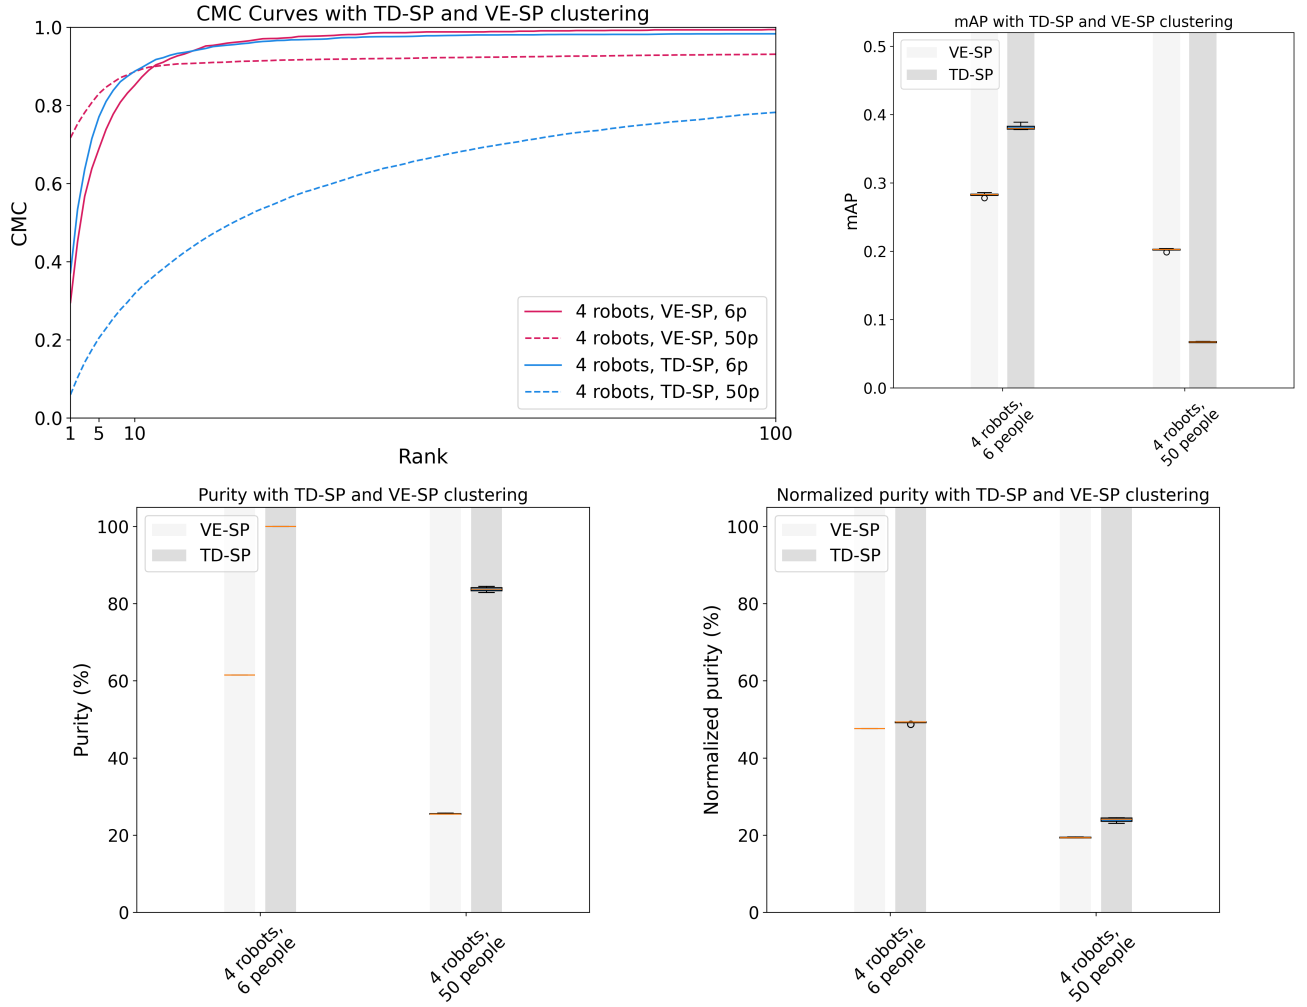 CMC Curves with TD-SP and VE-SP clustering
1.0
0.8
0.6
0.4
0.2
0.0
CMC
1 5 10 100
Rank
4 robots, VE-SP, 6p
4 robots, VE-SP, 50p
4 robots, TD-SP, 6p
4 robots, TD-SP, 50p
mAP with TD-SP and VE-SP clustering
VE-SP
TD-SP
0.5
0.4
0.3
0.2
0.1
0.0
mAP
4 robots,
6 people
4 robots,
50 people
Purity with TD-SP and VE-SP clustering
VE-SP
TD-SP
100
80
60
40
20
0
Purity (%)
4 robots,
6 people
4 robots,
50 people
Normalized purity with TD-SP and VE-SP clustering
VE-SP
TD-SP
100
80
60
40
20
0
Normalized purity (%)
4 robots,
6 people
4 robots,
50 people